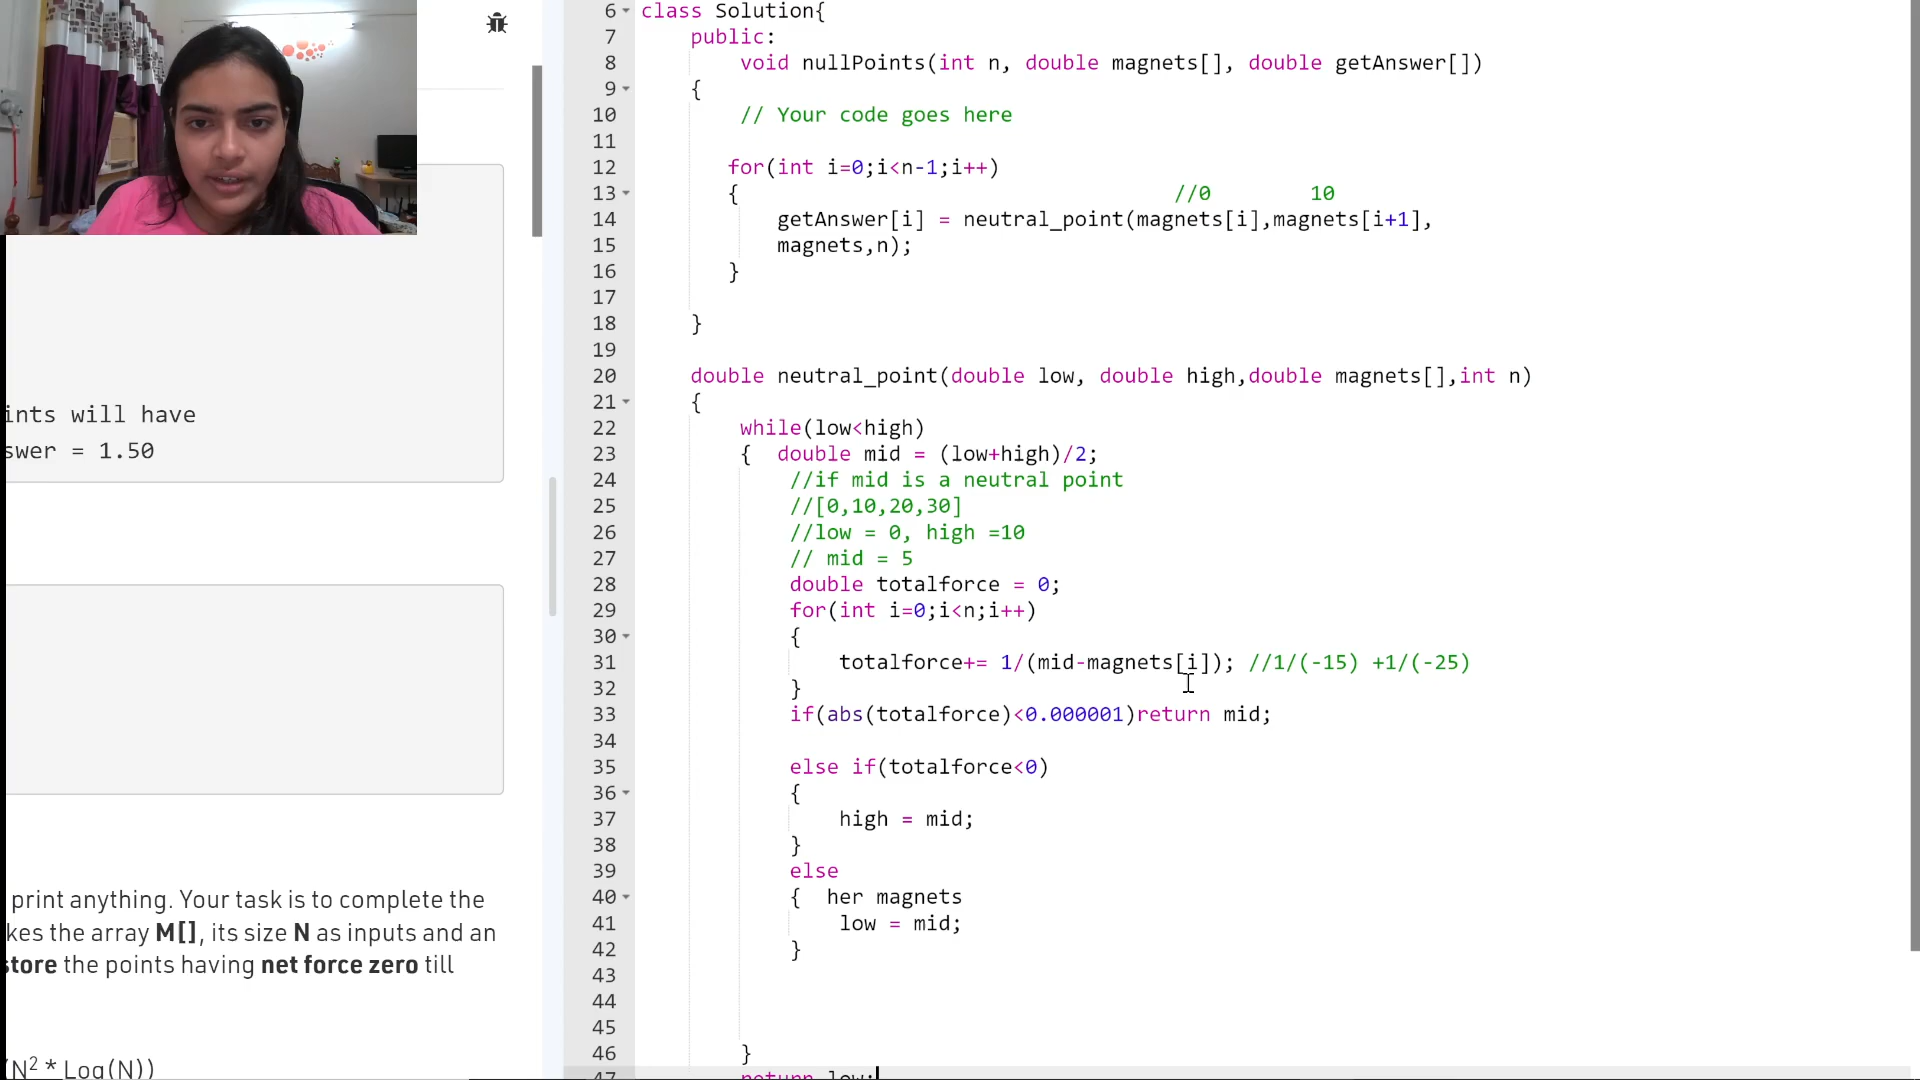 6 class Solution{
7 public:
8 void nullPoints(int n, double magnets[], double getAnswer[])
9 {
10 // Your code goes here
11
12 for(int i=0;i<n-1;i++)
13 { //0 10
14 getAnswer[i] = neutral_point(magnets[i],magnets[i+1],
15 magnets,n);
16 }
17
18 }
19
20 double neutral_point(double low, double high,double magnets[],int n)
21 {
22 while(low<high)
23 { double mid = (low+high)/2;
24 //if mid is a neutral point
25 //[0,10,20,30]
26 //low = 0, high =10
27 // mid = 5
28 double totalforce = 0;
29 for(int i=0;i<n;i++)
30 {
31 totalforce+= 1/(mid-magnets[i]); //1/(-15) +1/(-25)
32 }
33 if(abs(totalforce)<0.000001)return mid;
34
35 else if(totalforce<0)
36 {
37 high = mid;
38 }
39 else
40 { her magnets
41 low = mid;
42 }
43
44
45
46 }
47 return low;
ints will have
swer = 1.50
print anything. Your task is to complete the
kes the array M[], its size N as inputs and an
store the points having net force zero till
(N² * Log(N))